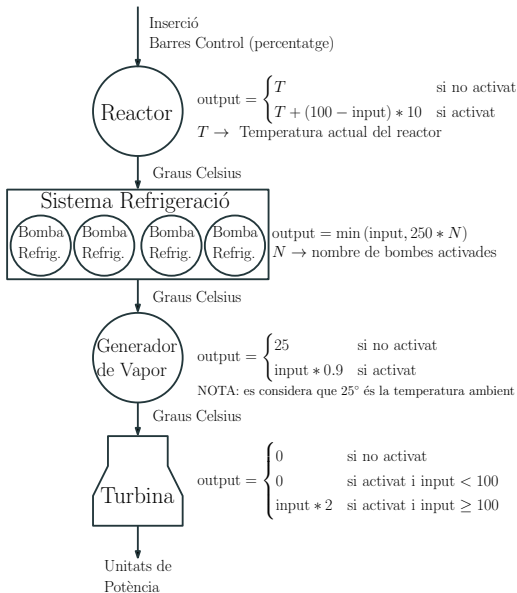 Inserció
Barres Control (percentatge)
Reactor
output = { T si no activat
T + (100 − input) ∗ 10 si activat
T → Temperatura actual del reactor
Graus Celsius
Sistema Refrigeració
Bomba Bomba Bomba Bomba
Refrig. Refrig. Refrig. Refrig.
output = min (input, 250 ∗ N)
N → nombre de bombes activades
Graus Celsius
Generador
de Vapor
output = { 25 si no activat
input ∗ 0.9 si activat
NOTA: es considera que 25° és la temperatura ambient
Graus Celsius
Turbina
output = { 0 si no activat
0 si activat i input < 100
input ∗ 2 si activat i input ≥ 100
Unitats de
Potència